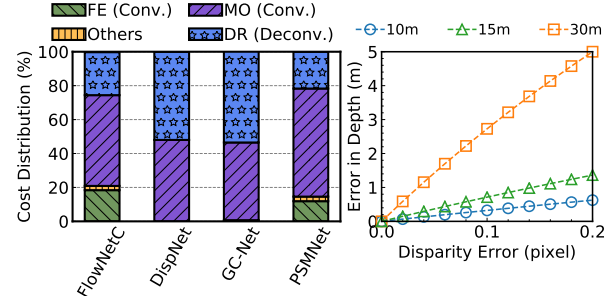 FE (Conv.)
MO (Conv.)
Others
DR (Deconv.)
Cost Distribution (%)
100
80
60
40
20
0
FlowNetC
DispNet
GC-Net
PSMNet
10m
15m
30m
Error in Depth (m)
5
4
3
2
1
0
0.0
0.1
0.2
Disparity Error (pixel)